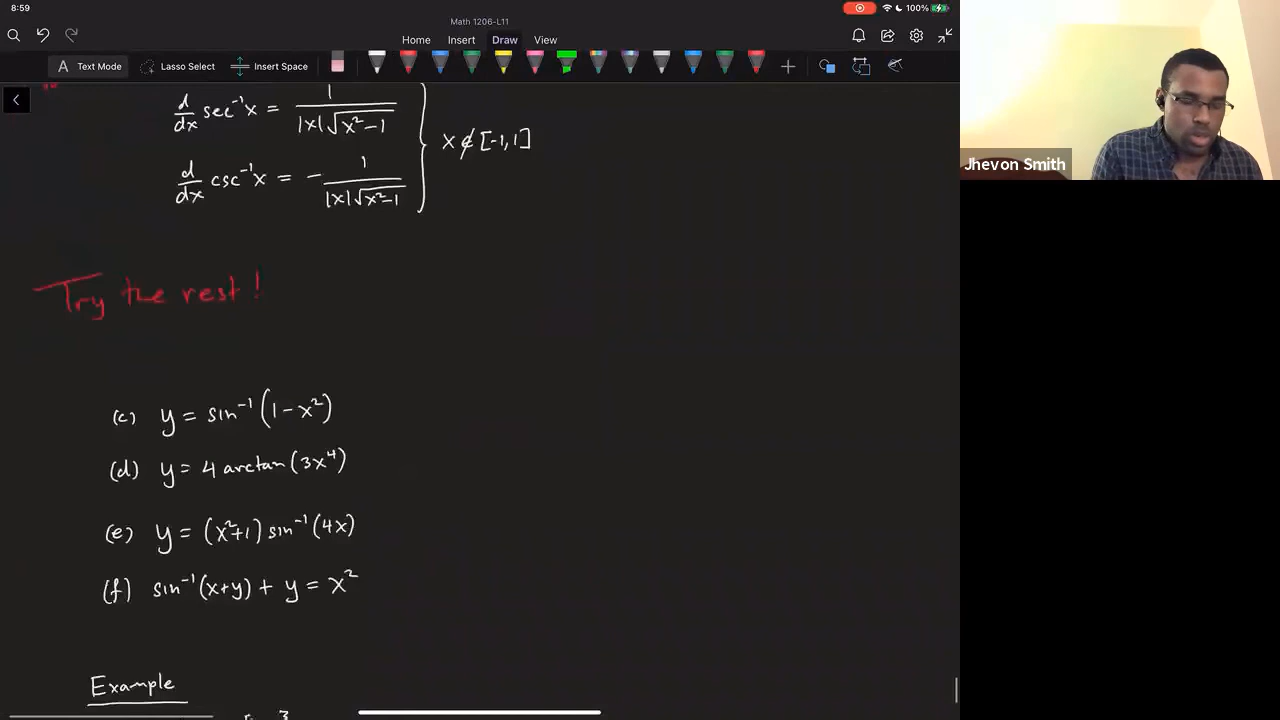 8:59
100%
Math 1206-L11
Home Insert Draw View
Text Mode Lasso Select Insert Space
d/dx sec⁻¹x = 1/(|x|√(x²-1))
x ∉ [-1,1]
d/dx csc⁻¹x = - 1/(|x|√(x²-1))
Try the rest!
(c) y = sin⁻¹(1-x²)
(d) y = 4 arctan(3x⁴)
(e) y = (x²+1) sin⁻¹(4x)
(f) sin⁻¹(x+y) + y = x²
Example
Jhevon Smith